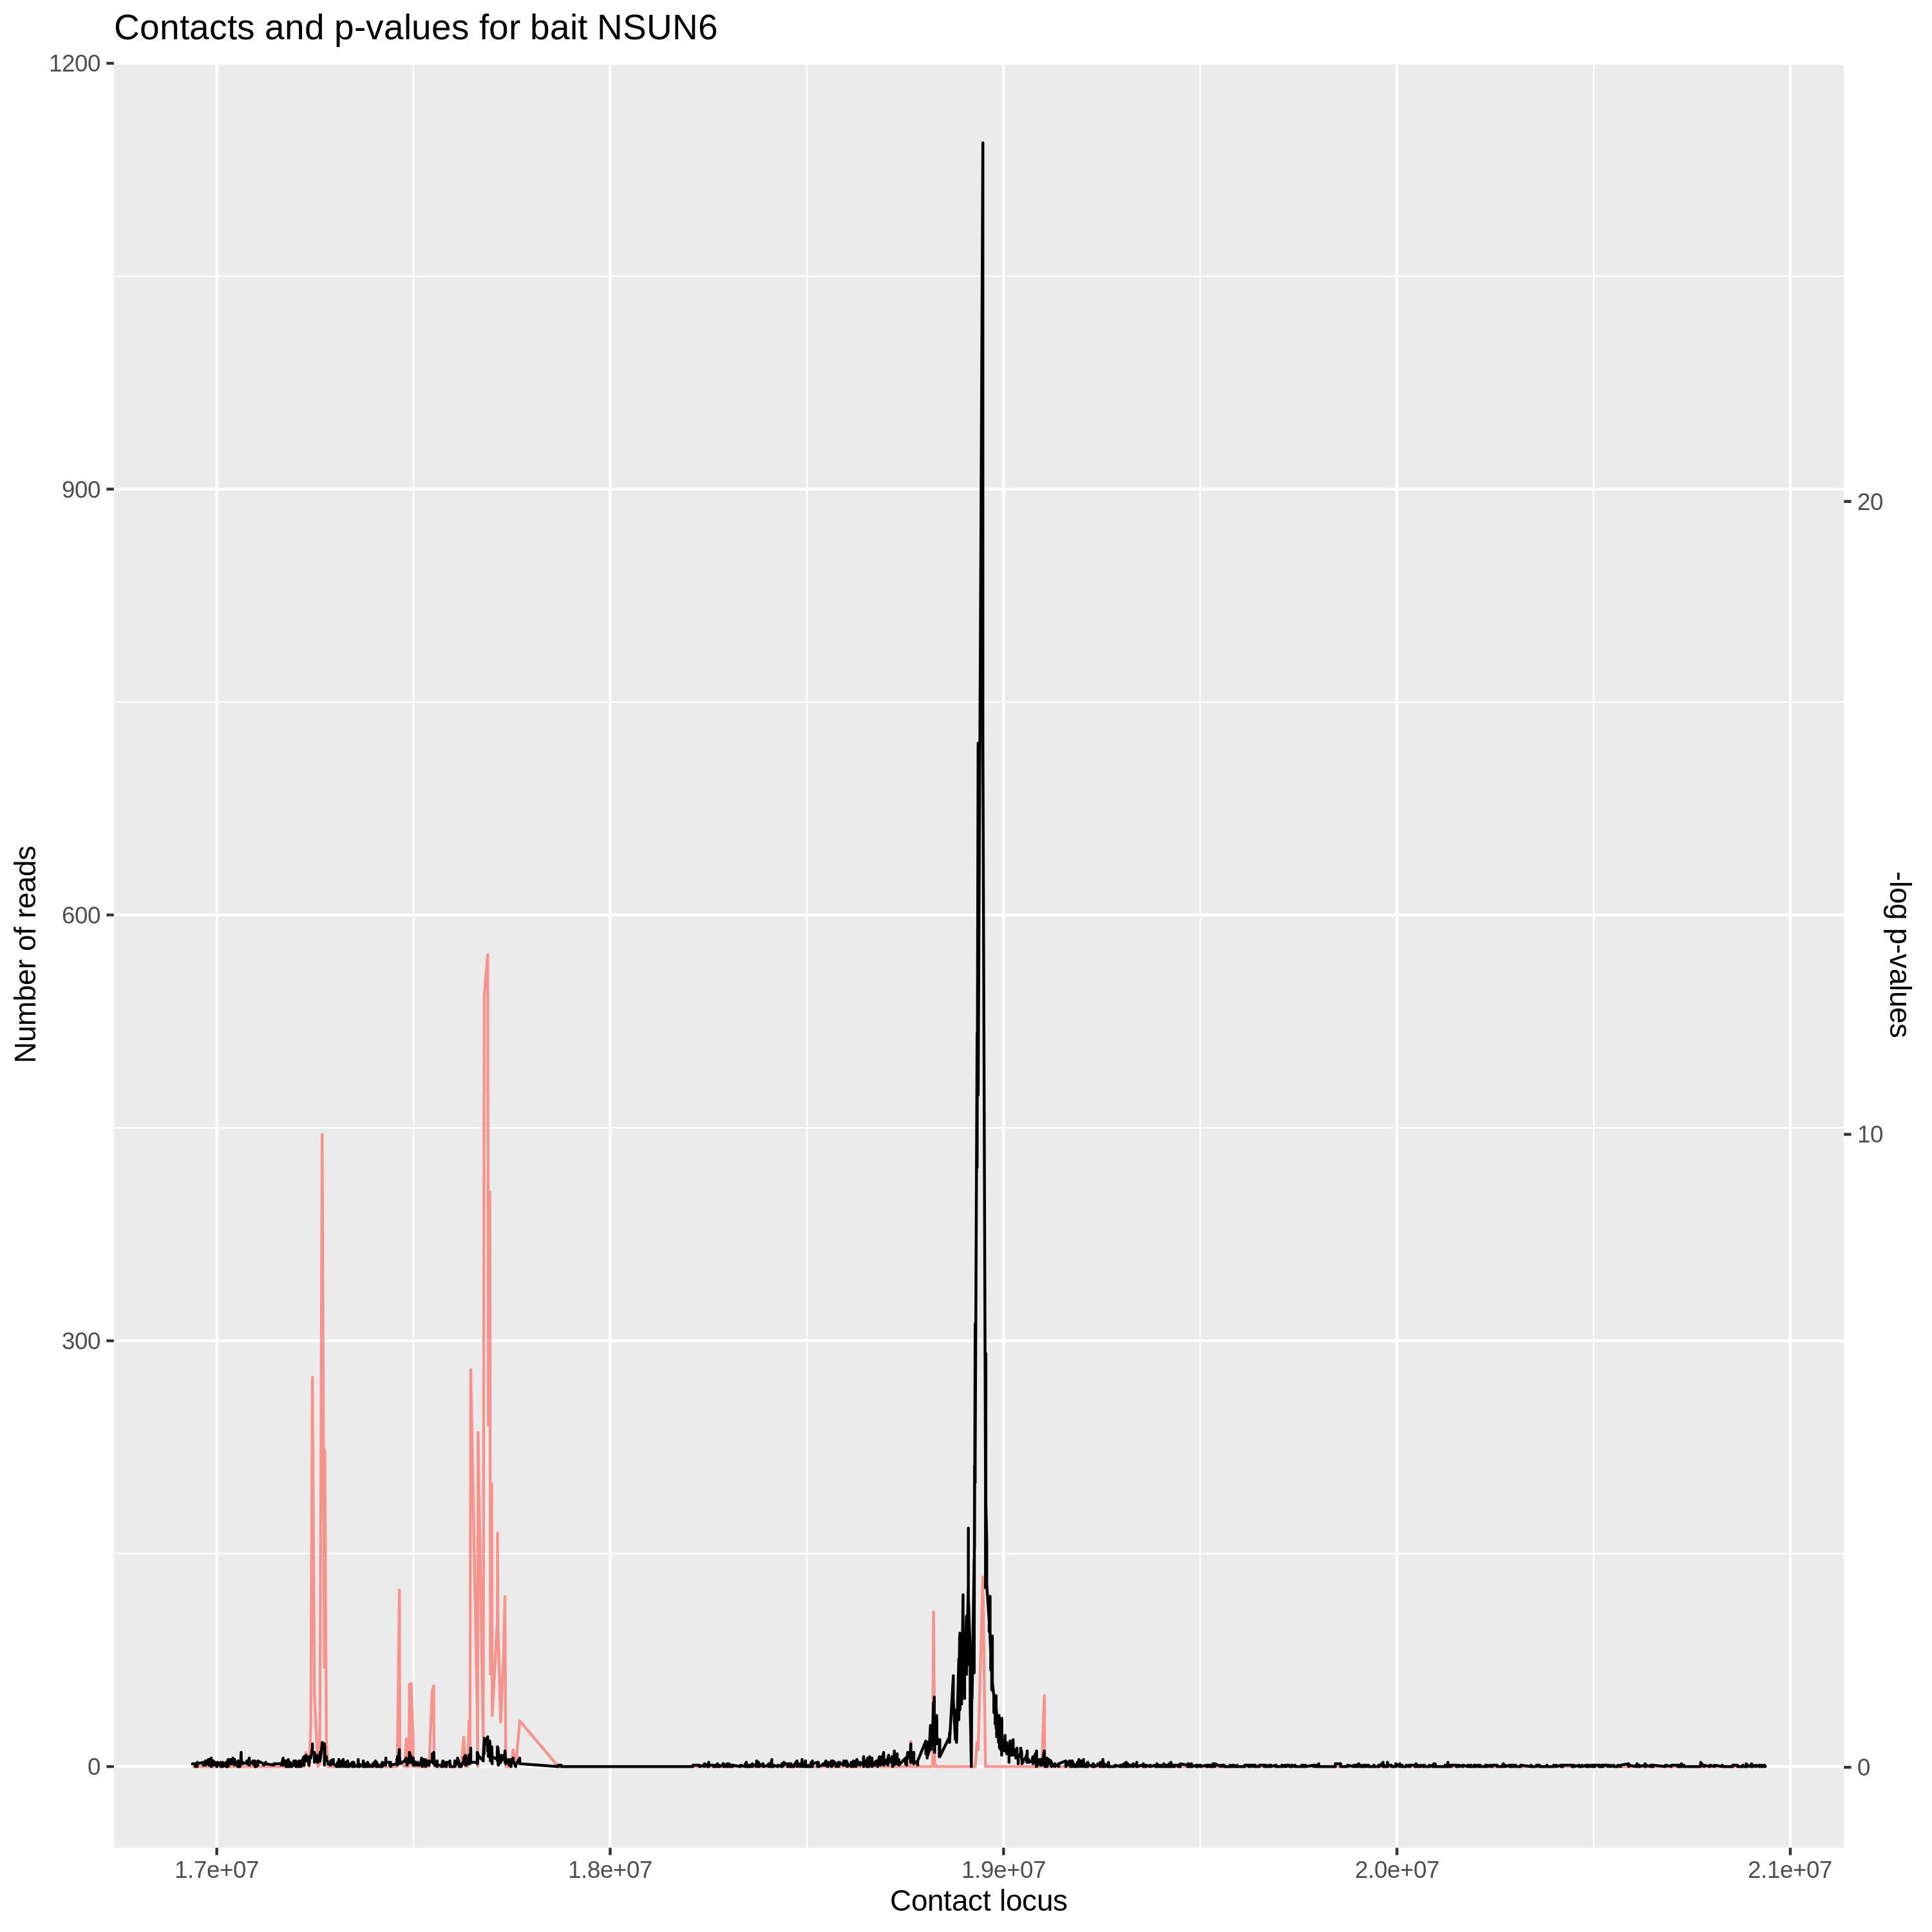 Contacts and p-values for bait NSUN6
1200
900
600
300
0
Number of reads
20
10
0
-log p-values
1.7e+07
1.8e+07
1.9e+07
2.0e+07
2.1e+07
Contact locus